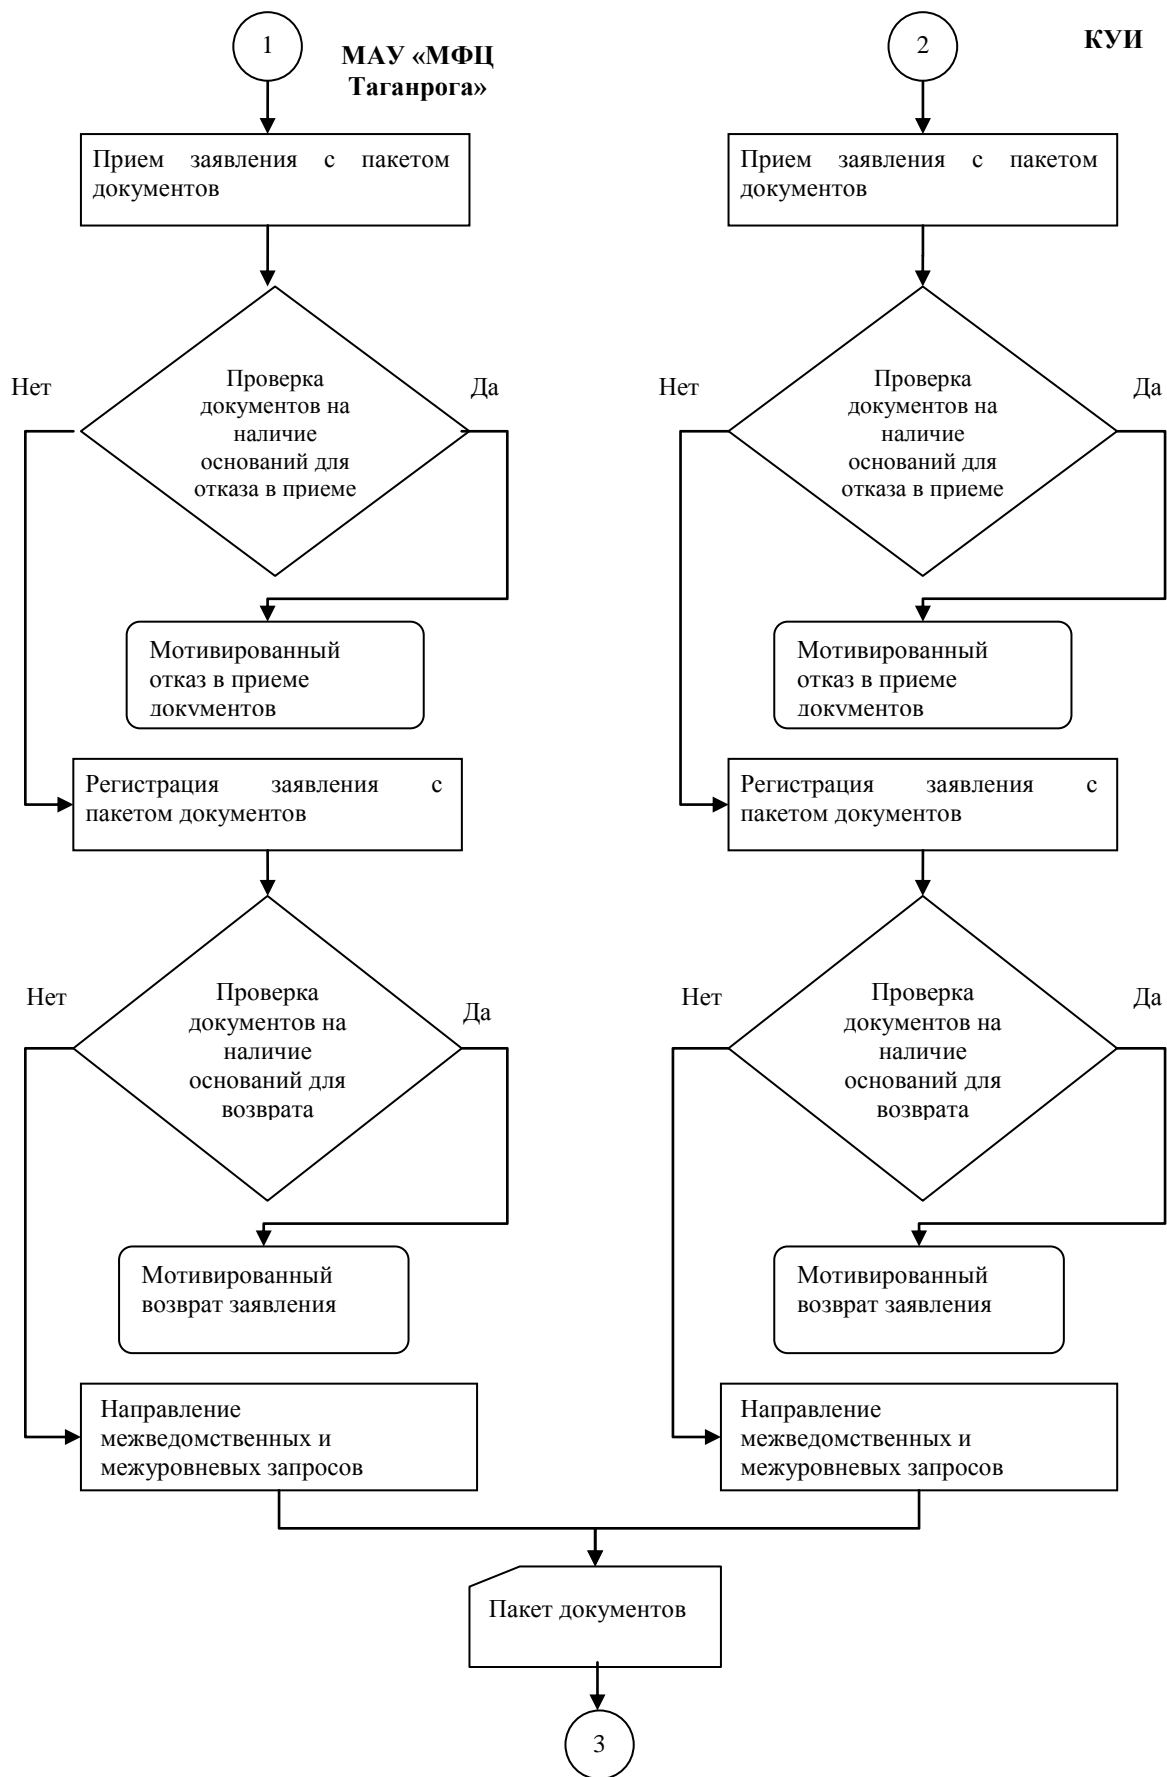 1
МАУ «МФЦ
Таганрога»
2
КУИ
Прием заявления с пакетом
документов
Прием заявления с пакетом
документов
Нет
Проверка
документов на
наличие
оснований для
отказа в приеме
Да
Нет
Проверка
документов на
наличие
оснований для
отказа в приеме
Да
Мотивированный
отказ в приеме
документов
Мотивированный
отказ в приеме
документов
Регистрация заявления с
пакетом документов
Регистрация заявления с
пакетом документов
Нет
Проверка
документов на
наличие
оснований для
возврата
Да
Нет
Проверка
документов на
наличие
оснований для
возврата
Да
Мотивированный
возврат заявления
Мотивированный
возврат заявления
Направление
межведомственных и
межуровневых запросов
Направление
межведомственных и
межуровневых запросов
Пакет документов
3